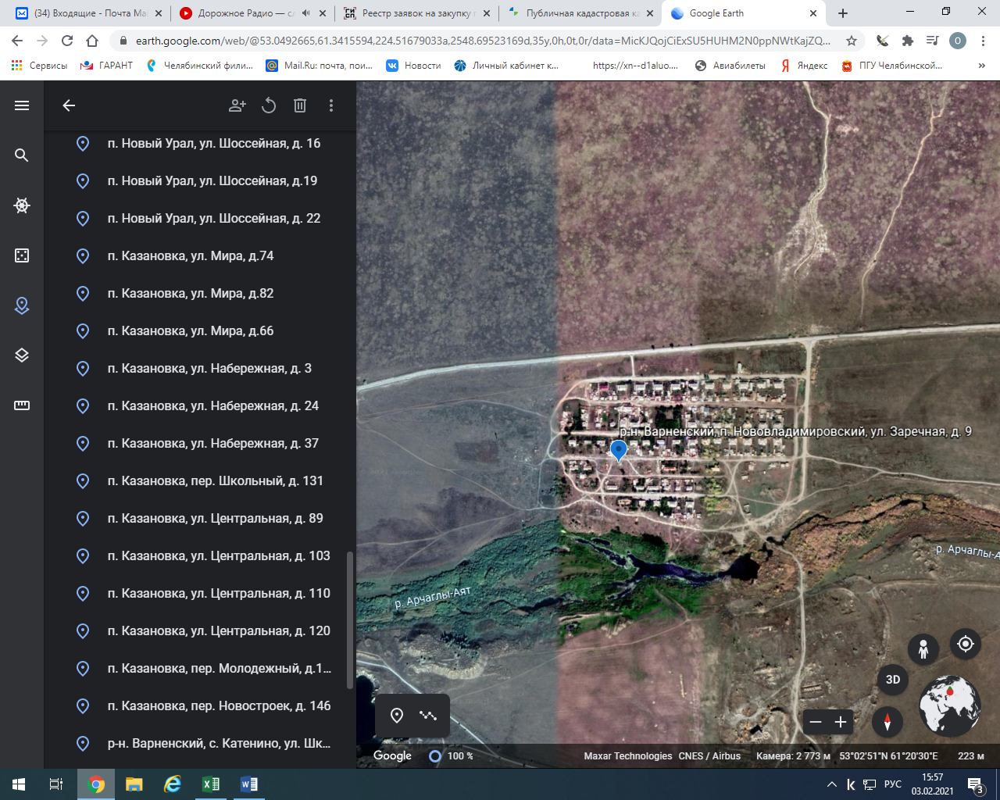 (34) Входящие - Почта Ma
Дорожное Радио — сл
Реестр заявок на закупку г
Публичная кадастровая ка
Google Earth
earth.google.com/web/@53.0492665,61.3415594,224.51679033a,2548.69523169d,35y,0h,0t,0r/data=MicKJQojCiExSU5HUHM2N0ppNWtKajZQ...
О
Сервисы
ГАРАНТ
Челябинский фили...
Mail.Ru: почта, пои...
Новости
Личный кабинет к...
https://xn--d1aluo....
Авиабилеты
Яндекс
ПГУ Челябинской...
»
п. Новый Урал, ул. Шоссейная, д. 16
п. Новый Урал, ул. Шоссейная, д.19
п. Новый Урал, ул. Шоссейная, д. 22
п. Казановка, ул. Мира, д.74
п. Казановка, ул. Мира, д.82
п. Казановка, ул. Мира, д.66
п. Казановка, ул. Набережная, д. 3
п. Казановка, ул. Набережная, д. 24
п. Казановка, ул. Набережная, д. 37
п. Казановка, пер. Школьный, д. 131
п. Казановка, ул. Центральная, д. 89
п. Казановка, ул. Центральная, д. 103
п. Казановка, ул. Центральная, д. 110
п. Казановка, ул. Центральная, д. 120
п. Казановка, пер. Молодежный, д.1...
п. Казановка, пер. Новостроек, д. 146
р-н. Варненский, с. Катенино, ул. Шк...
р-н. Варненский, п. Нововладимировский, ул. Заречная, д. 9
р. Арчаглы-А
р. Арчаглы-Аят
3D
Google
100 %
Maxar Technologies CNES / Airbus
Камера: 2 773 м
53°02'51"N 61°20'30"E
223 м
РУС
15:57
03.02.2021
3